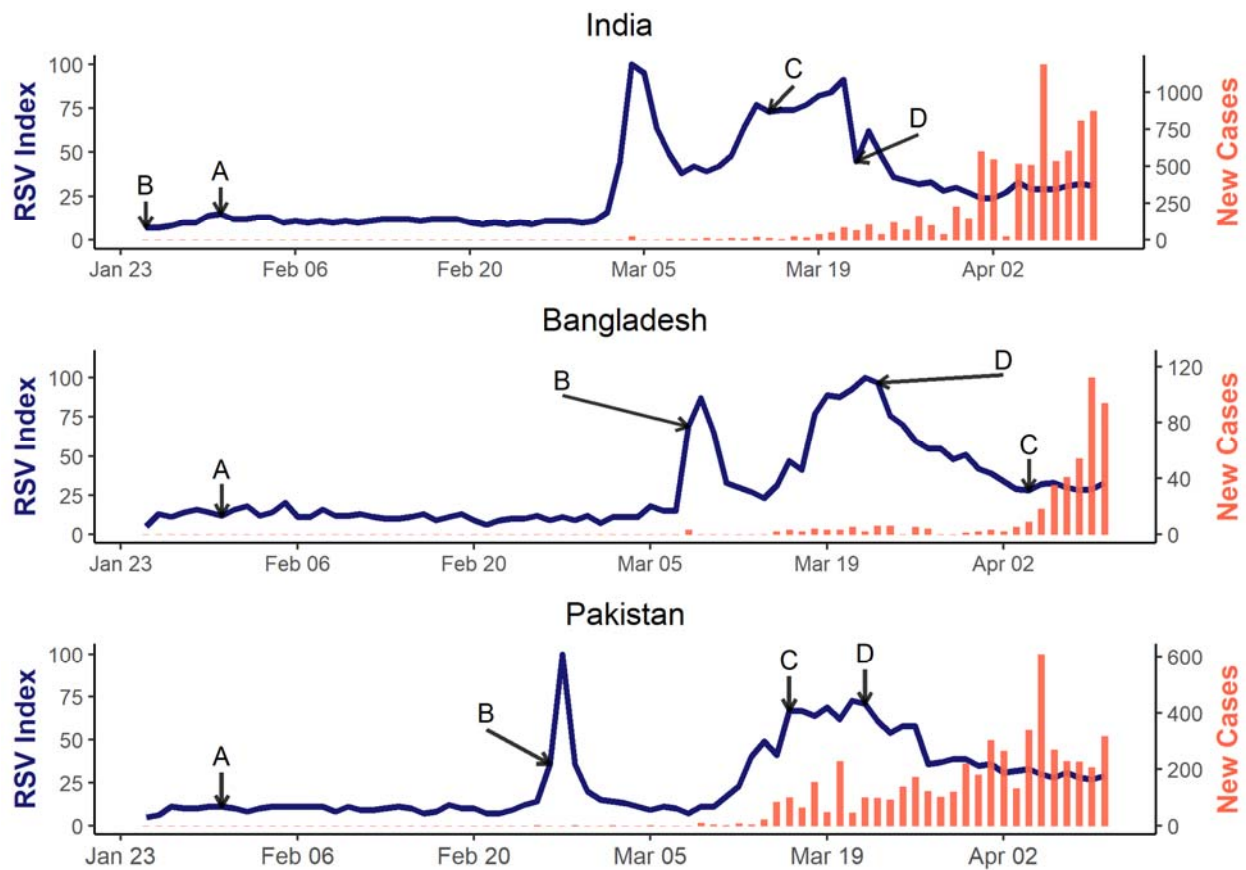 India
RSV Index
100
75
50
25
0
B
A
C
D
1000
750
500
250
0
New Cases
Jan 23 Feb 06 Feb 20 Mar 05 Mar 19 Apr 02
Bangladesh
RSV Index
100
75
50
25
0
A
B
D
C
120
80
40
0
New Cases
Jan 23 Feb 06 Feb 20 Mar 05 Mar 19 Apr 02
Pakistan
RSV Index
100
75
50
25
0
A
B
C
D
600
400
200
0
New Cases
Jan 23 Feb 06 Feb 20 Mar 05 Mar 19 Apr 02